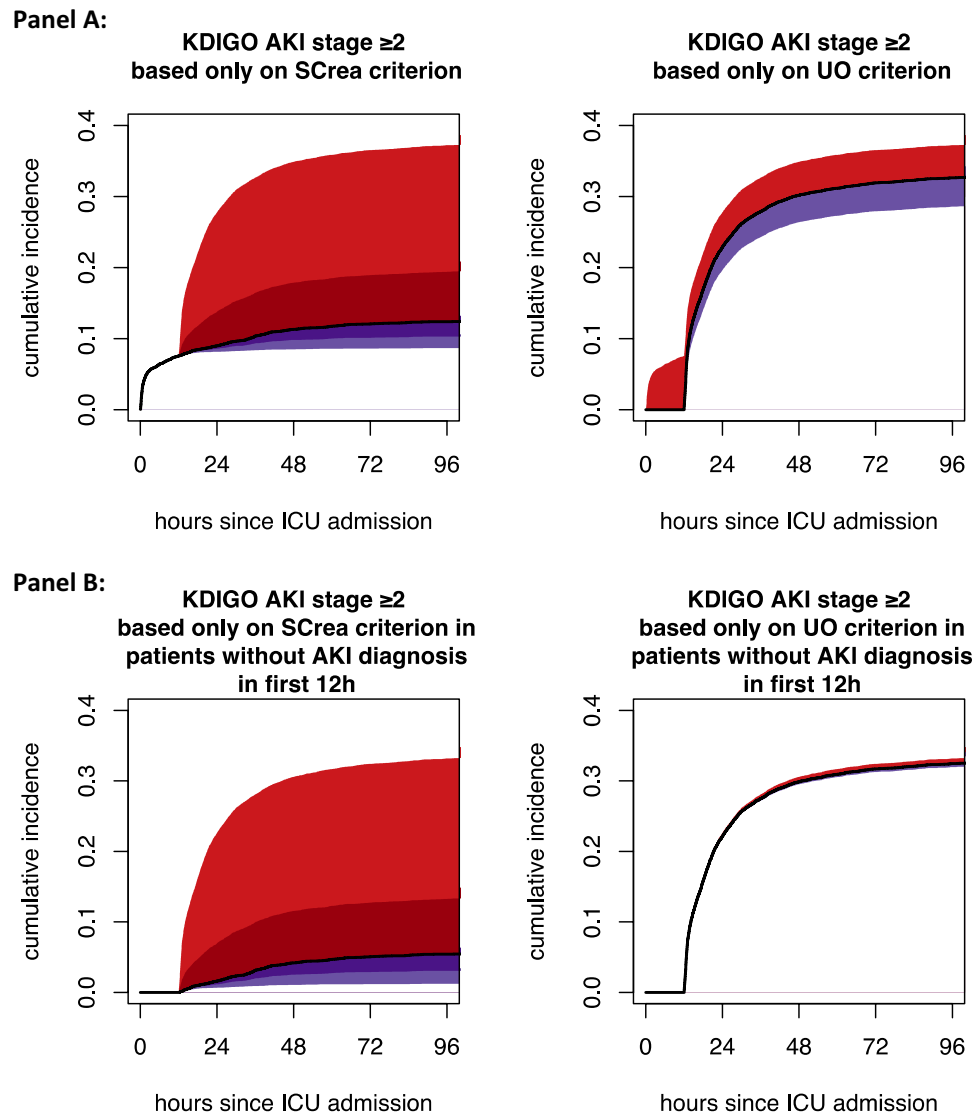 Panel A:
KDIGO AKI stage ≥2
based only on SCrea criterion
KDIGO AKI stage ≥2
based only on UO criterion
cumulative incidence
0.0
0.1
0.2
0.3
0.4
0
24
48
72
96
hours since ICU admission
cumulative incidence
0.0
0.1
0.2
0.3
0.4
0
24
48
72
96
hours since ICU admission
Panel B:
KDIGO AKI stage ≥2
based only on SCrea criterion in
patients without AKI diagnosis
in first 12h
KDIGO AKI stage ≥2
based only on UO criterion in
patients without AKI diagnosis
in first 12h
cumulative incidence
0.0
0.1
0.2
0.3
0.4
0
24
48
72
96
hours since ICU admission
cumulative incidence
0.0
0.1
0.2
0.3
0.4
0
24
48
72
96
hours since ICU admission